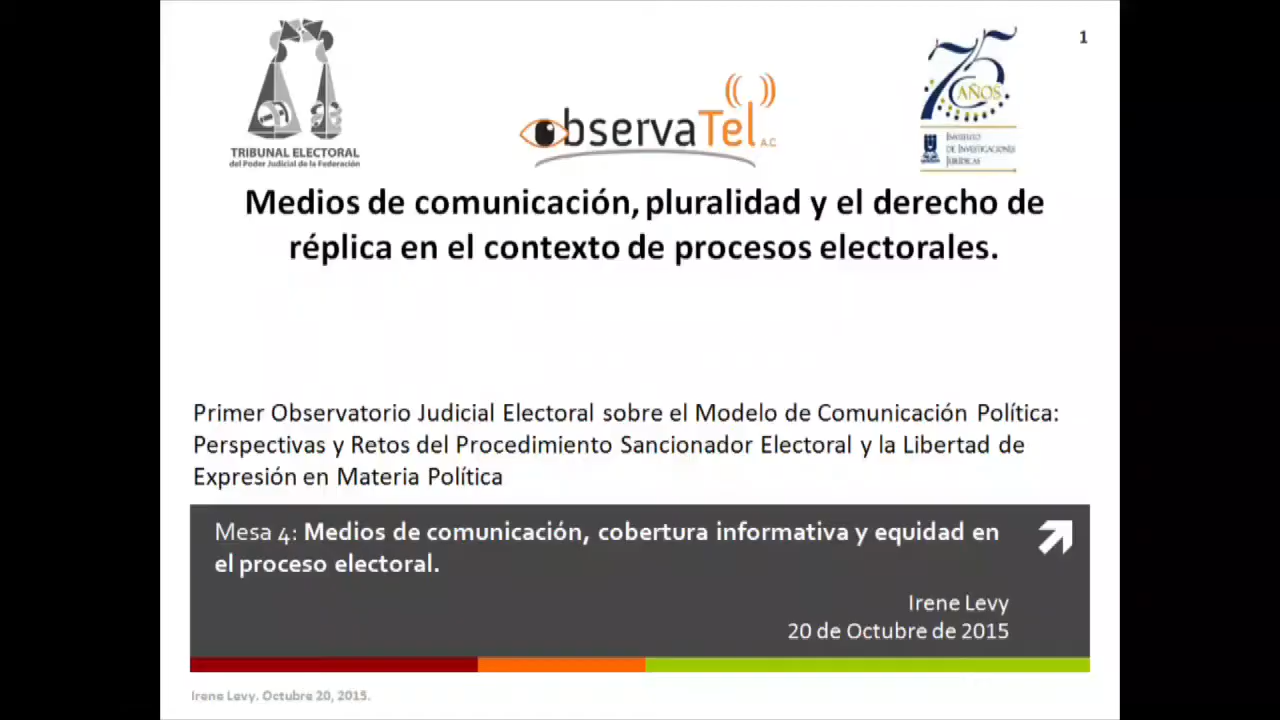 1
TRIBUNAL ELECTORAL
del Poder Judicial de la Federación
ObservaTel A.C
75 AÑOS
INSTITUTO
DE INVESTIGACIONES
JURÍDICAS
Medios de comunicación, pluralidad y el derecho de
réplica en el contexto de procesos electorales.
Primer Observatorio Judicial Electoral sobre el Modelo de Comunicación Política:
Perspectivas y Retos del Procedimiento Sancionador Electoral y la Libertad de
Expresión en Materia Política
Mesa 4: Medios de comunicación, cobertura informativa y equidad en
el proceso electoral.
Irene Levy
20 de Octubre de 2015
Irene Levy. Octubre 20, 2015.